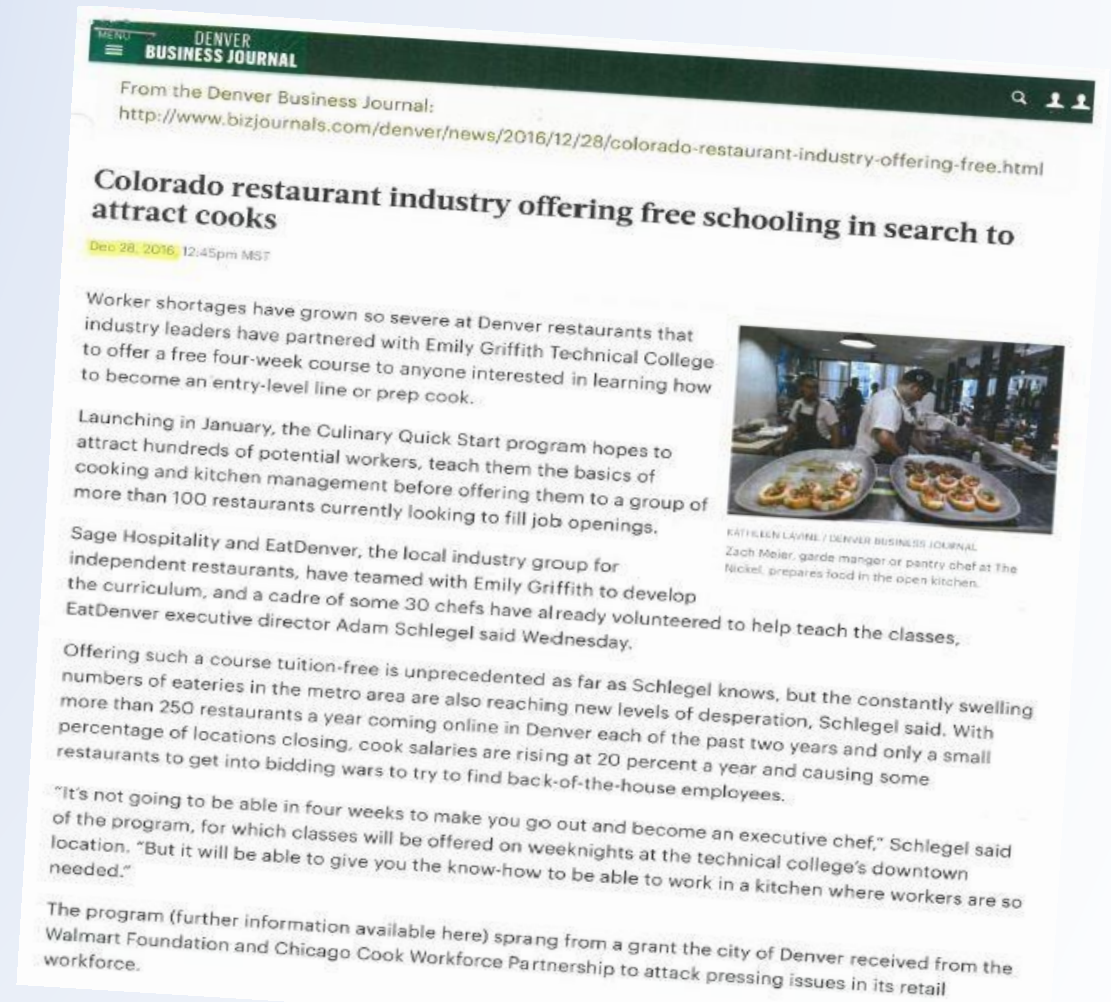 MENU
DENVER
BUSINESS JOURNAL
From the Denver Business Journal:
http://www.bizjournals.com/denver/news/2016/12/28/colorado-restaurant-industry-offering-free.html
Colorado restaurant industry offering free schooling in search to
attract cooks
Dec 28, 2016, 12:45pm MST
Worker shortages have grown so severe at Denver restaurants that
industry leaders have partnered with Emily Griffith Technical College
to offer a free four-week course to anyone interested in learning how
to become an entry-level line or prep cook.
Launching in January, the Culinary Quick Start program hopes to
attract hundreds of potential workers, teach them the basics of
cooking and kitchen management before offering them to a group of
more than 100 restaurants currently looking to fill job openings.
KATHLEEN LAVINE / DENVER BUSINESS JOURNAL
Zach Meier, garde manger or pantry chef at The
Nickel, prepares food in the open kitchen.
Sage Hospitality and EatDenver, the local industry group for
independent restaurants, have teamed with Emily Griffith to develop
the curriculum, and a cadre of some 30 chefs have already volunteered to help teach the classes,
EatDenver executive director Adam Schlegel said Wednesday.
Offering such a course tuition-free is unprecedented as far as Schlegel knows, but the constantly swelling
numbers of eateries in the metro area are also reaching new levels of desperation, Schlegel said. With
more than 250 restaurants a year coming online in Denver each of the past two years and only a small
percentage of locations closing, cook salaries are rising at 20 percent a year and causing some
restaurants to get into bidding wars to try to find back-of-the-house employees.
"It's not going to be able in four weeks to make you go out and become an executive chef," Schlegel said
of the program, for which classes will be offered on weeknights at the technical college's downtown
location. "But it will be able to give you the know-how to be able to work in a kitchen where workers are so
needed."
The program (further information available here) sprang from a grant the city of Denver received from the
Walmart Foundation and Chicago Cook Workforce Partnership to attack pressing issues in its retail
workforce.